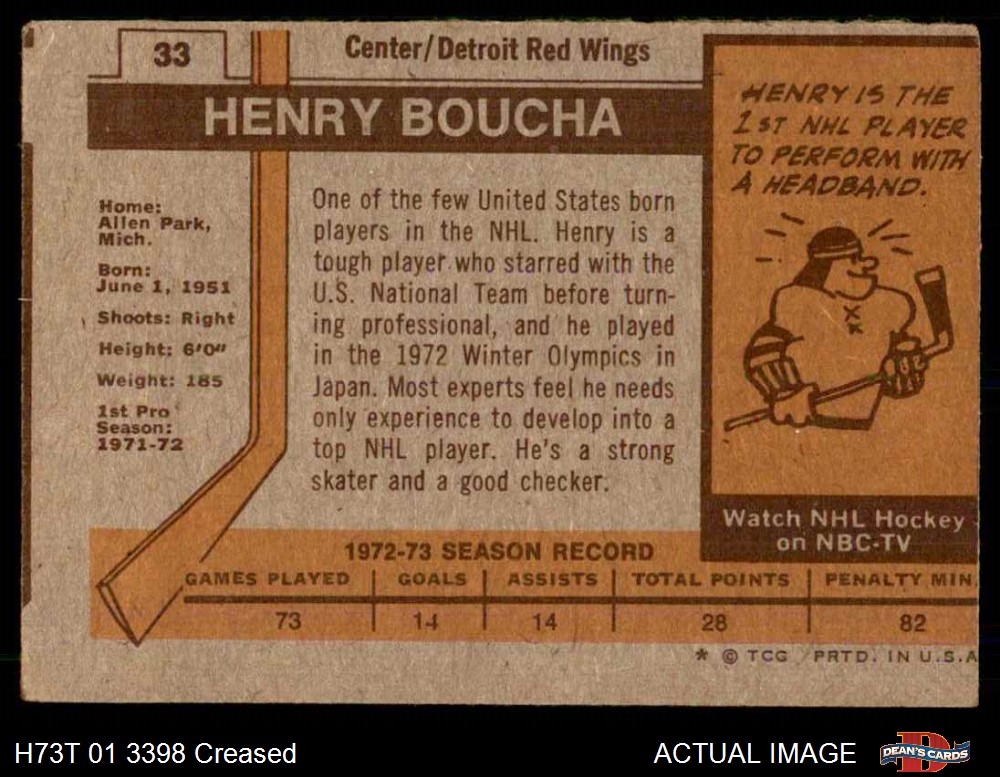 33
Center/Detroit Red Wings
HENRY BOUCHA
Home:
Allen Park,
Mich.
Born:
June 1, 1951
Shoots: Right
Height: 6'0"
Weight: 185
1st Pro
Season:
1971-72
One of the few United States born
players in the NHL. Henry is a
tough player who starred with the
U.S. National Team before turn-
ing professional, and he played
in the 1972 Winter Olympics in
Japan. Most experts feel he needs
only experience to develop into a
top NHL player. He's a strong
skater and a good checker.
HENRY IS THE
1ST NHL PLAYER
TO PERFORM WITH
A HEADBAND.
Watch NHL Hockey
on NBC-TV
1972-73 SEASON RECORD
GAMES PLAYED GOALS ASSISTS TOTAL POINTS PENALTY MIN.
73 14 14 28 82
* © TCG PRTD. IN U.S.A
H73T 01 3398 Creased
ACTUAL IMAGE
DEAN'S CARDS